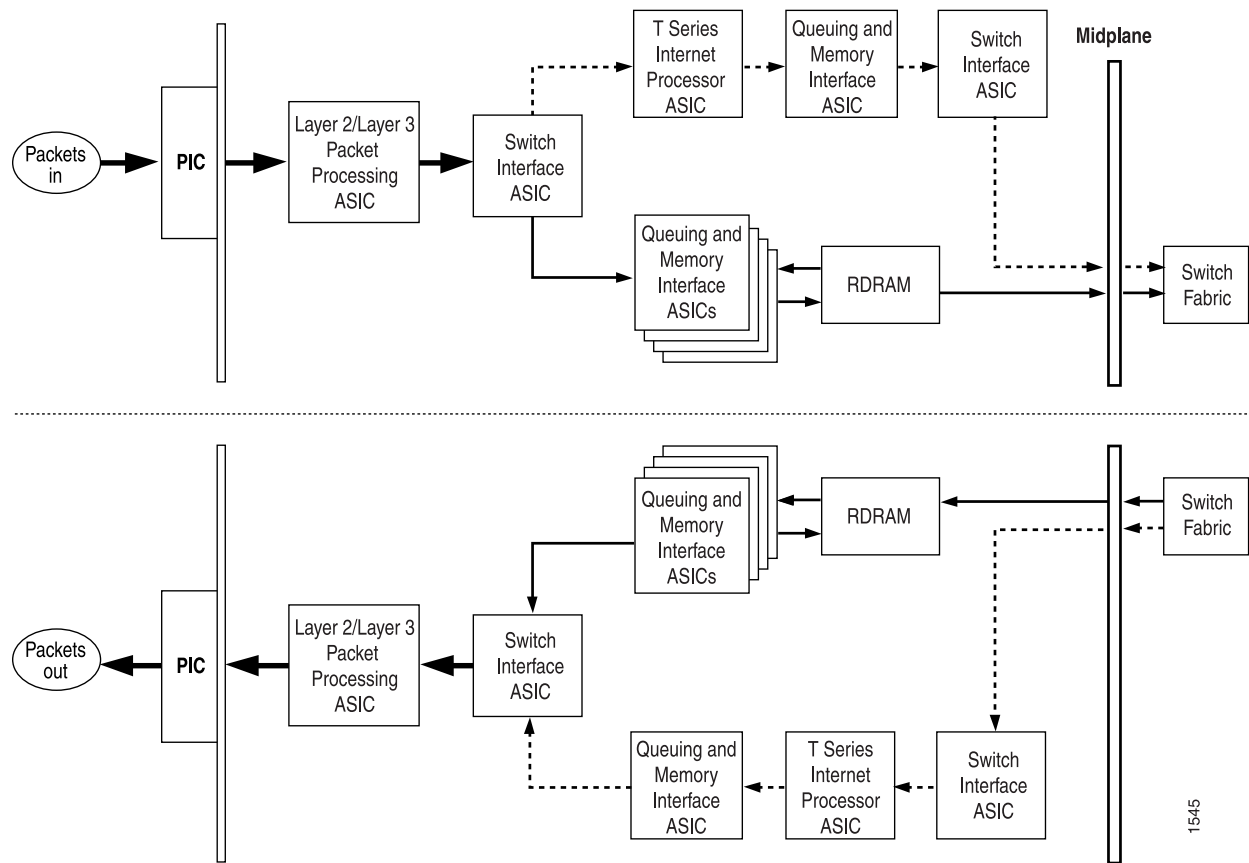 Packets
in
PIC
Layer 2/Layer 3
Packet
Processing
ASIC
Switch
Interface
ASIC
T Series
Internet
Processor
ASIC
Queuing and
Memory
Interface
ASIC
Switch
Interface
ASIC
Midplane
Queuing and
Memory
Interface
ASICs
RDRAM
Switch
Fabric
Packets
out
PIC
Layer 2/Layer 3
Packet
Processing
ASIC
Switch
Interface
ASIC
Queuing and
Memory
Interface
ASICs
RDRAM
Switch
Fabric
Queuing and
Memory
Interface
ASIC
T Series
Internet
Processor
ASIC
Switch
Interface
ASIC
1545